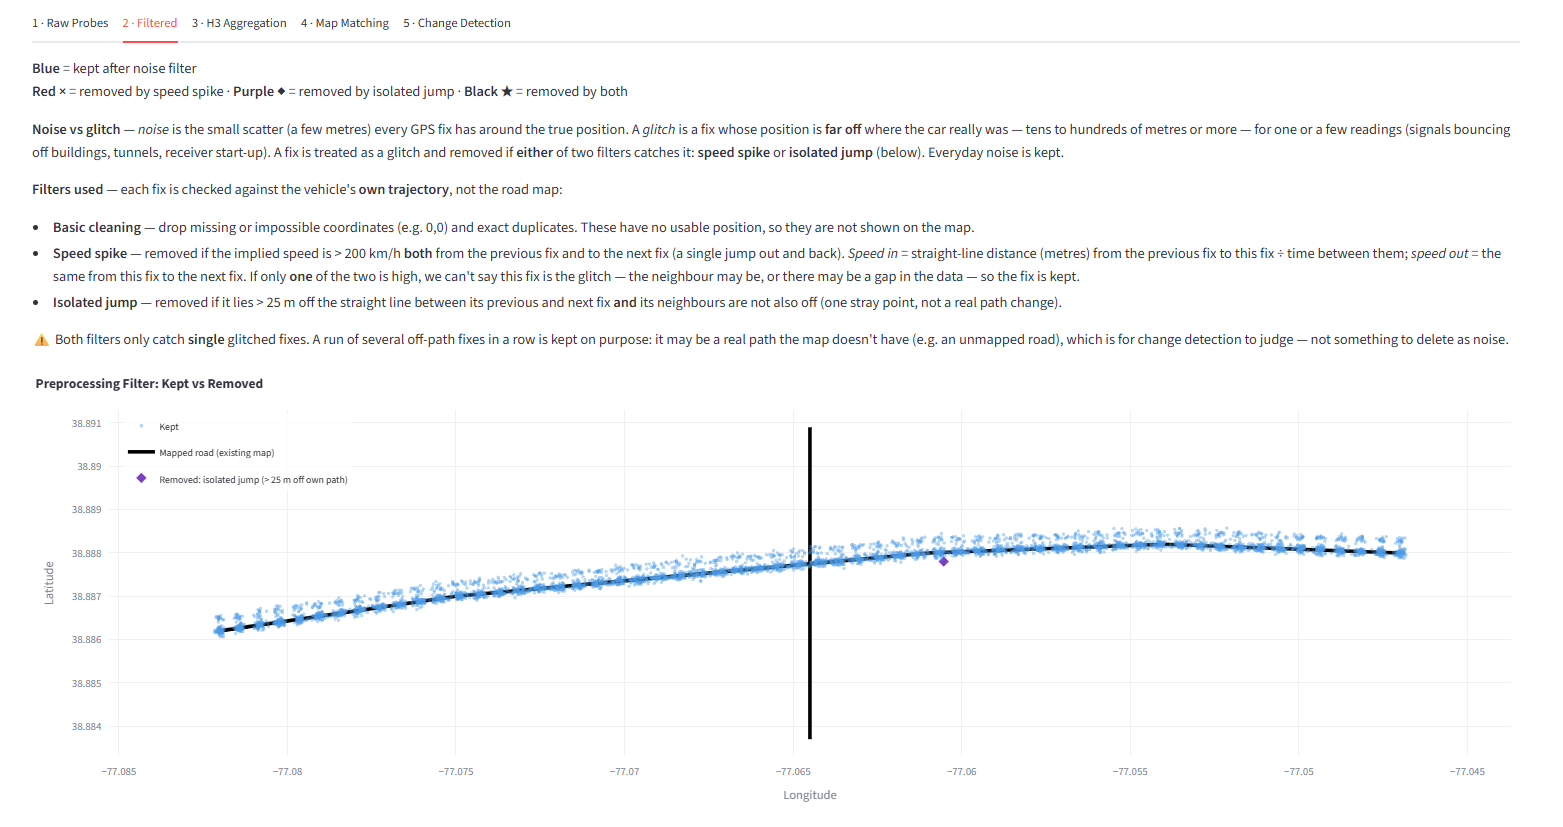 1 · Raw Probes 2 · Filtered 3 · H3 Aggregation 4 · Map Matching 5 · Change Detection
Blue = kept after noise filter
Red × = removed by speed spike · Purple ◆ = removed by isolated jump · Black ★ = removed by both
Noise vs glitch — noise is the small scatter (a few metres) every GPS fix has around the true position. A glitch is a fix whose position is far off where the car really was — tens to hundreds of metres or more — for one or a few readings (signals bouncing
off buildings, tunnels, receiver start-up). A fix is treated as a glitch and removed if either of two filters catches it: speed spike or isolated jump (below). Everyday noise is kept.
Filters used — each fix is checked against the vehicle's own trajectory, not the road map:
• Basic cleaning — drop missing or impossible coordinates (e.g. 0,0) and exact duplicates. These have no usable position, so they are not shown on the map.
• Speed spike — removed if the implied speed is > 200 km/h both from the previous fix and to the next fix (a single jump out and back). Speed in = straight-line distance (metres) from the previous fix to this fix ÷ time between them; speed out = the
same from this fix to the next fix. If only one of the two is high, we can't say this fix is the glitch — the neighbour may be, or there may be a gap in the data — so the fix is kept.
• Isolated jump — removed if it lies > 25 m off the straight line between its previous and next fix and its neighbours are not also off (one stray point, not a real path change).
⚠️ Both filters only catch single glitched fixes. A run of several off-path fixes in a row is kept on purpose: it may be a real path the map doesn't have (e.g. an unmapped road), which is for change detection to judge — not something to delete as noise.
Preprocessing Filter: Kept vs Removed
Kept
Mapped road (existing map)
Removed: isolated jump (> 25 m off own path)
38.891
38.89
38.889
38.888
38.887
38.886
38.885
38.884
Latitude
−77.085 −77.08 −77.075 −77.07 −77.065 −77.06 −77.055 −77.05 −77.045
Longitude